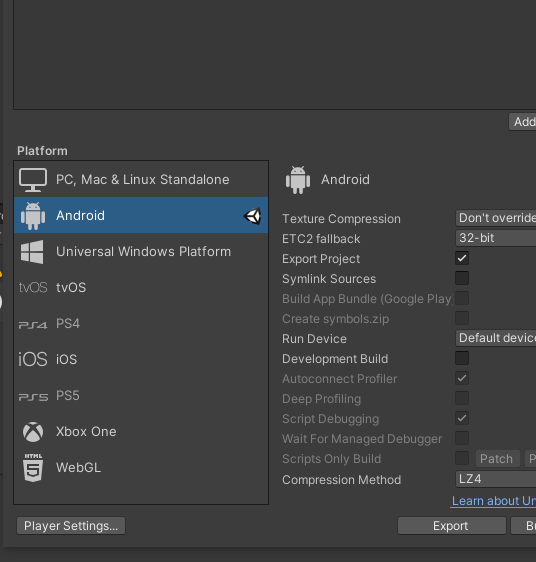 Add
Platform
PC, Mac & Linux Standalone
Android
Universal Windows Platform
tvOS tvOS
PS4 PS4
iOS iOS
PS5 PS5
Xbox One
HTML 5 WebGL
Player Settings...
Android
Texture Compression Don't override
ETC2 fallback 32-bit
Export Project
Symlink Sources
Build App Bundle (Google Play
Create symbols.zip
Run Device Default device
Development Build
Autoconnect Profiler
Deep Profiling
Script Debugging
Wait For Managed Debugger
Scripts Only Build Patch
Compression Method LZ4
Learn about Un
Export